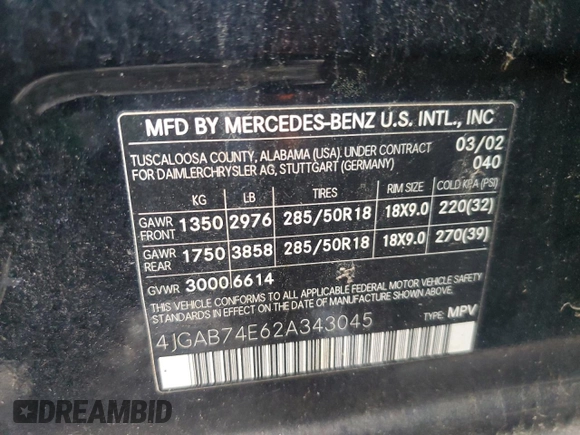 MFD BY MERCEDES-BENZ U.S. INTL., INC
TUSCALOOSA COUNTY, ALABAMA (USA). UNDER CONTRACT 03/02
FOR DAIMLERCHRYSLER AG, STUTTGART (GERMANY) 040
KG LB TIRES RIM SIZE COLD KPA (PSI)
GAWR FRONT 1350 2976 285/50R18 18X9.0 220(32)
GAWR REAR 1750 3858 285/50R18 18X9.0 270(39)
GVWR 3000 6614
THIS VEHICLE CONFORMS TO ALL APPLICABLE FEDERAL MOTOR VEHICLE SAFETY
STANDARDS IN EFFECT ON THE DATE OF MANUFACTURE SHOWN ABOVE.
4JGAB74E62A343045 TYPE: MPV
DREAMBID